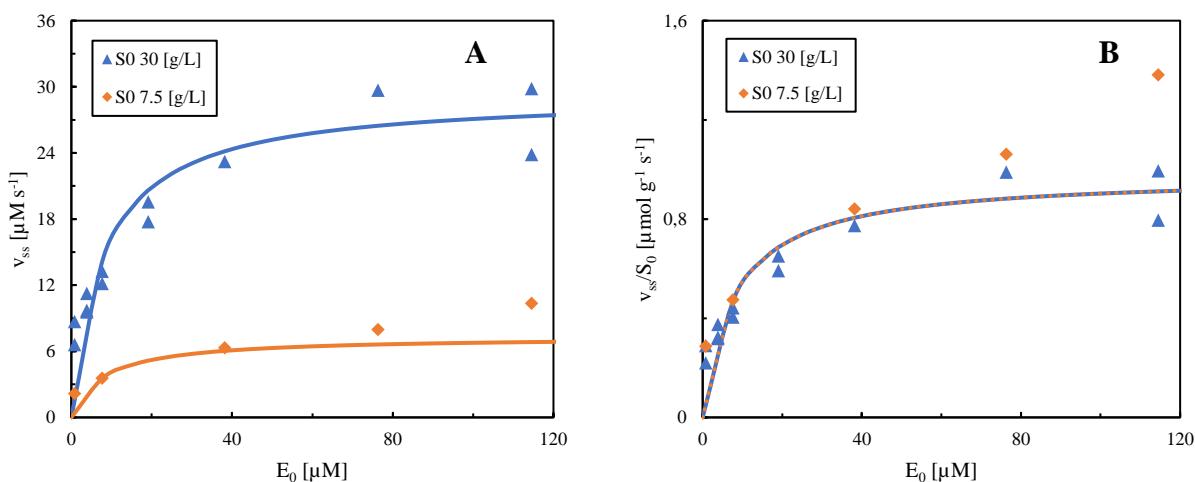 A
S0 30 [g/L]
S0 7.5 [g/L]
36
30
24
18
12
6
0
v_ss [µM s⁻¹]
0 40 80 120
E₀ [µM]
B
S0 30 [g/L]
S0 7.5 [g/L]
1,6
0,8
0
v_ss/S₀ [µmol g⁻¹ s⁻¹]
0 40 80 120
E₀ [µM]